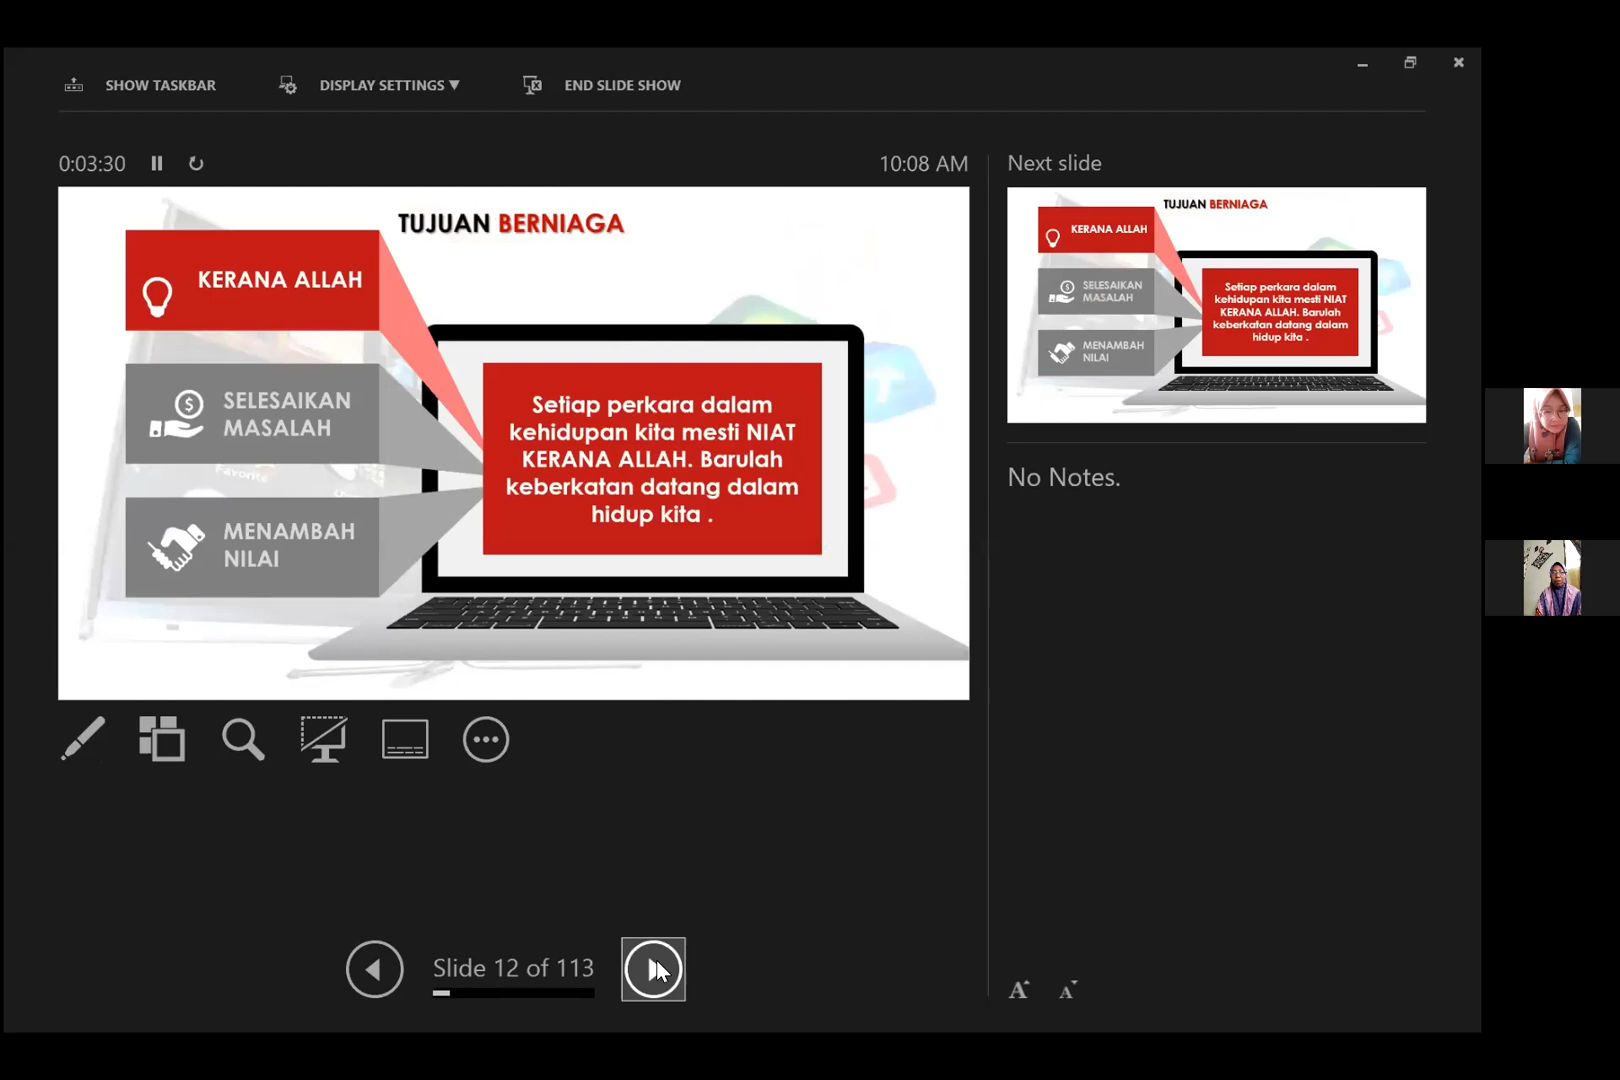 SHOW TASKBAR
DISPLAY SETTINGS ▼
END SLIDE SHOW
0:03:30
10:08 AM
TUJUAN BERNIAGA
KERANA ALLAH
SELESAIKAN
MASALAH
MENAMBAH
NILAI
Setiap perkara dalam
kehidupan kita mesti NIAT
KERANA ALLAH. Barulah
keberkatan datang dalam
hidup kita .
Favorite
Next slide
TUJUAN BERNIAGA
KERANA ALLAH
SELESAIKAN
MASALAH
MENAMBAH
NILAI
Setiap perkara dalam
kehidupan kita mesti NIAT
KERANA ALLAH. Barulah
keberkatan datang dalam
hidup kita .
No Notes.
Slide 12 of 113
A A